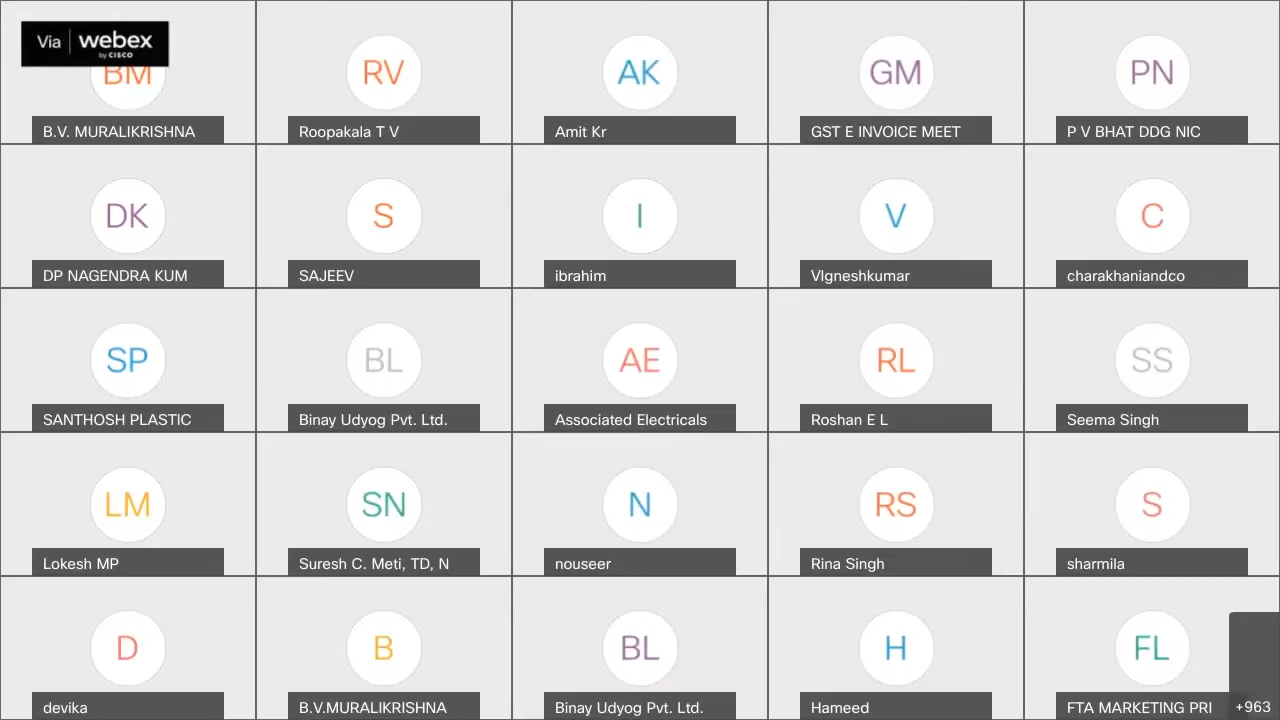 Via webex
by CISCO
BM
RV
AK
GM
PN
B.V. MURALIKRISHNA
Roopakala T V
Amit Kr
GST E INVOICE MEET
P V BHAT DDG NIC
DK
S
I
V
C
DP NAGENDRA KUM
SAJEEV
ibrahim
VIgneshkumar
charakhaniandco
SP
BL
AE
RL
SS
SANTHOSH PLASTIC
Binay Udyog Pvt. Ltd.
Associated Electricals
Roshan E L
Seema Singh
LM
SN
N
RS
S
Lokesh MP
Suresh C. Meti, TD, N
nouseer
Rina Singh
sharmila
D
B
BL
H
FL
devika
B.V.MURALIKRISHNA
Binay Udyog Pvt. Ltd.
Hameed
FTA MARKETING PRI
+963